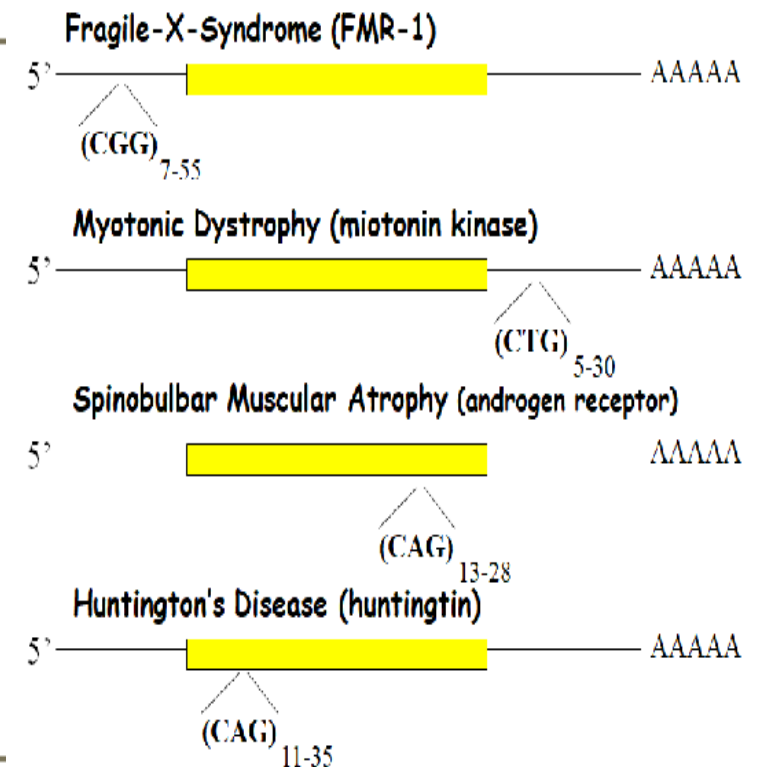 Fragile-X-Syndrome (FMR-1)
5’ AAAAA
(CGG)7-55
Myotonic Dystrophy (miotonin kinase)
5’ AAAAA
(CTG)5-30
Spinobulbar Muscular Atrophy (androgen receptor)
5’ AAAAA
(CAG)13-28
Huntington's Disease (huntingtin)
5’ AAAAA
(CAG)11-35